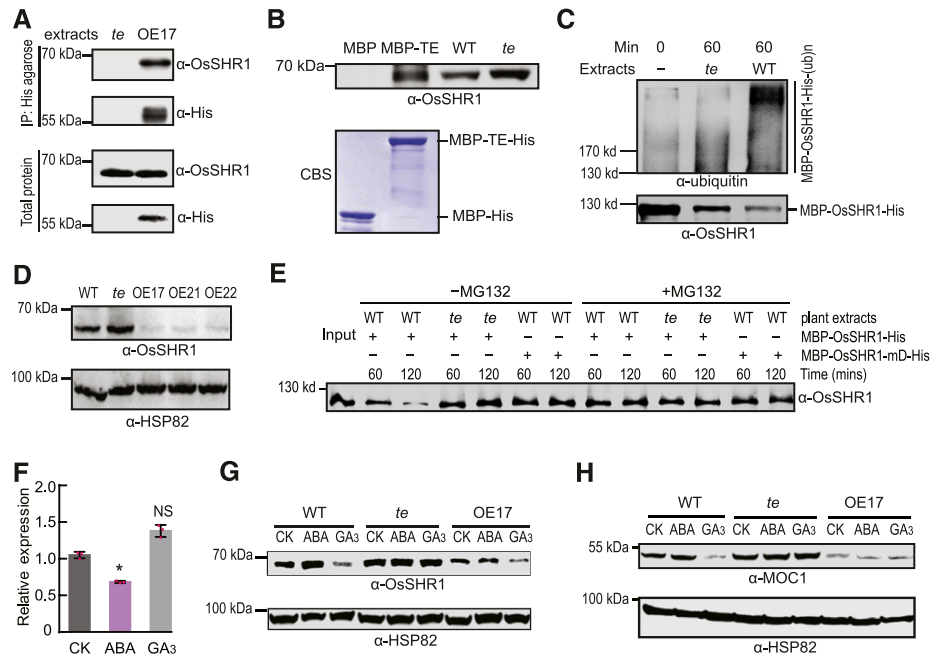 A
extracts te OE17
IP: His agarose
70 kDa
α-OsSHR1
55 kDa
α-His
Total protein
70 kDa
α-OsSHR1
55 kDa
α-His
B
MBP MBP-TE WT te
70 kDa
α-OsSHR1
CBS
MBP-TE-His
MBP-His
C
Min 0 60 60
Extracts – te WT
MBP-OsSHR1-His-(ub)n
170 kd
130 kd
α-ubiquitin
130 kd
MBP-OsSHR1-His
α-OsSHR1
D
WT te OE17 OE21 OE22
70 kDa
α-OsSHR1
100 kDa
α-HSP82
E
−MG132 +MG132
WT WT te te WT WT WT WT te te WT WT plant extracts
Input + + + + − − + + + + − − MBP-OsSHR1-His
− − − − + + − − − − + + MBP-OsSHR1-mD-His
60 120 60 120 60 120 60 120 60 120 60 120 Time (mins)
130 kd
α-OsSHR1
F
Relative expression
2.0
1.5
1.0
0.5
0
*
NS
CK ABA GA3
G
WT te OE17
CK ABA GA3 CK ABA GA3 CK ABA GA3
70 kDa
α-OsSHR1
100 kDa
α-HSP82
H
WT te OE17
CK ABA GA3 CK ABA GA3 CK ABA GA3
55 kDa
α-MOC1
100 kDa
α-HSP82